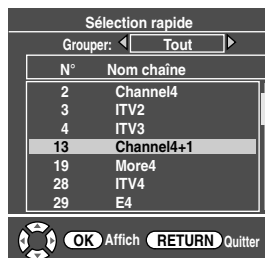 Sélection rapide
Grouper: Tout
N° Nom chaîne
2 Channel4
3 ITV2
4 ITV3
13 Channel4+1
19 More4
28 ITV4
29 E4
OK Affich RETURN Quitter